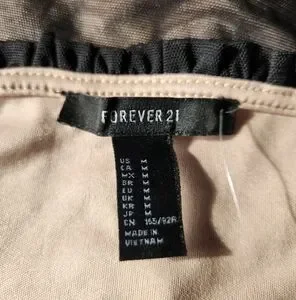 FOREVER 21
US M
CA M
MX M
BR M
EU M
UK M
KR M
JP M
CN 165/92A
MADE IN
VIETNAM